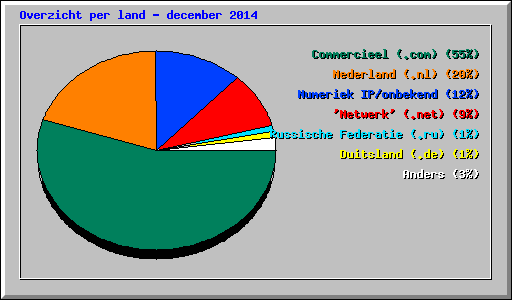 Overzicht per land - december 2014
Commercieel (.com) (55%)
Nederland (.nl) (20%)
Numeriek IP/onbekend (12%)
'Netwerk' (.net) (9%)
Russische Federatie (.ru) (1%)
Duitsland (.de) (1%)
Anders (3%)